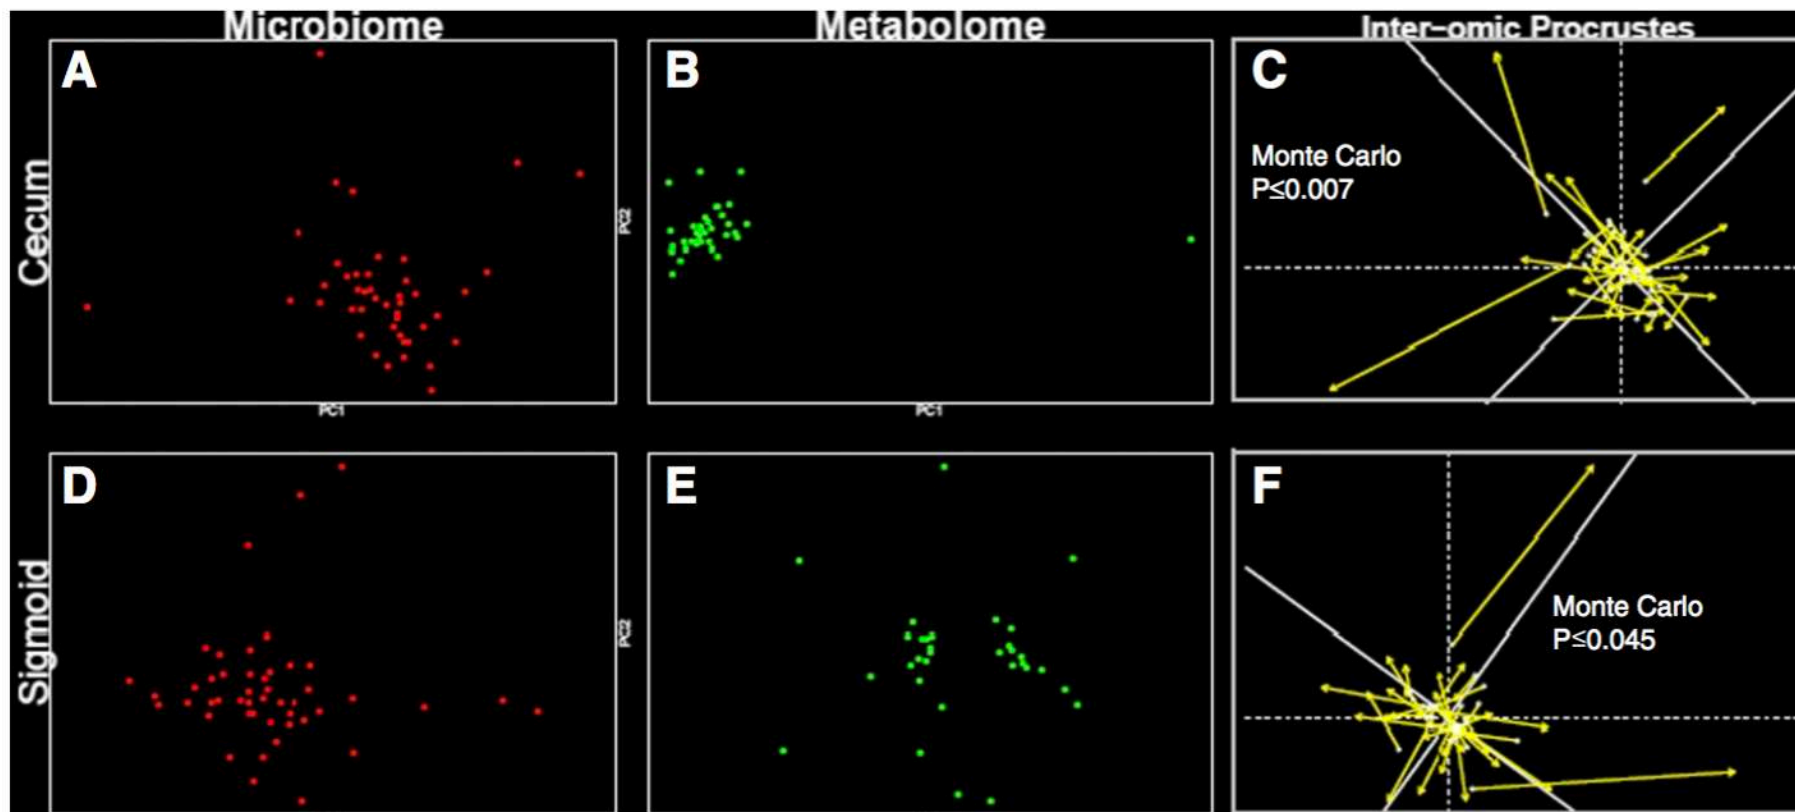 Microbiome
Metabolome
Inter-omic Procrustes
Cecum
A
B
C
Monte Carlo
P≤0.007
PC2
PC1
PC1
Sigmoid
D
E
F
Monte Carlo
P≤0.045
PC2